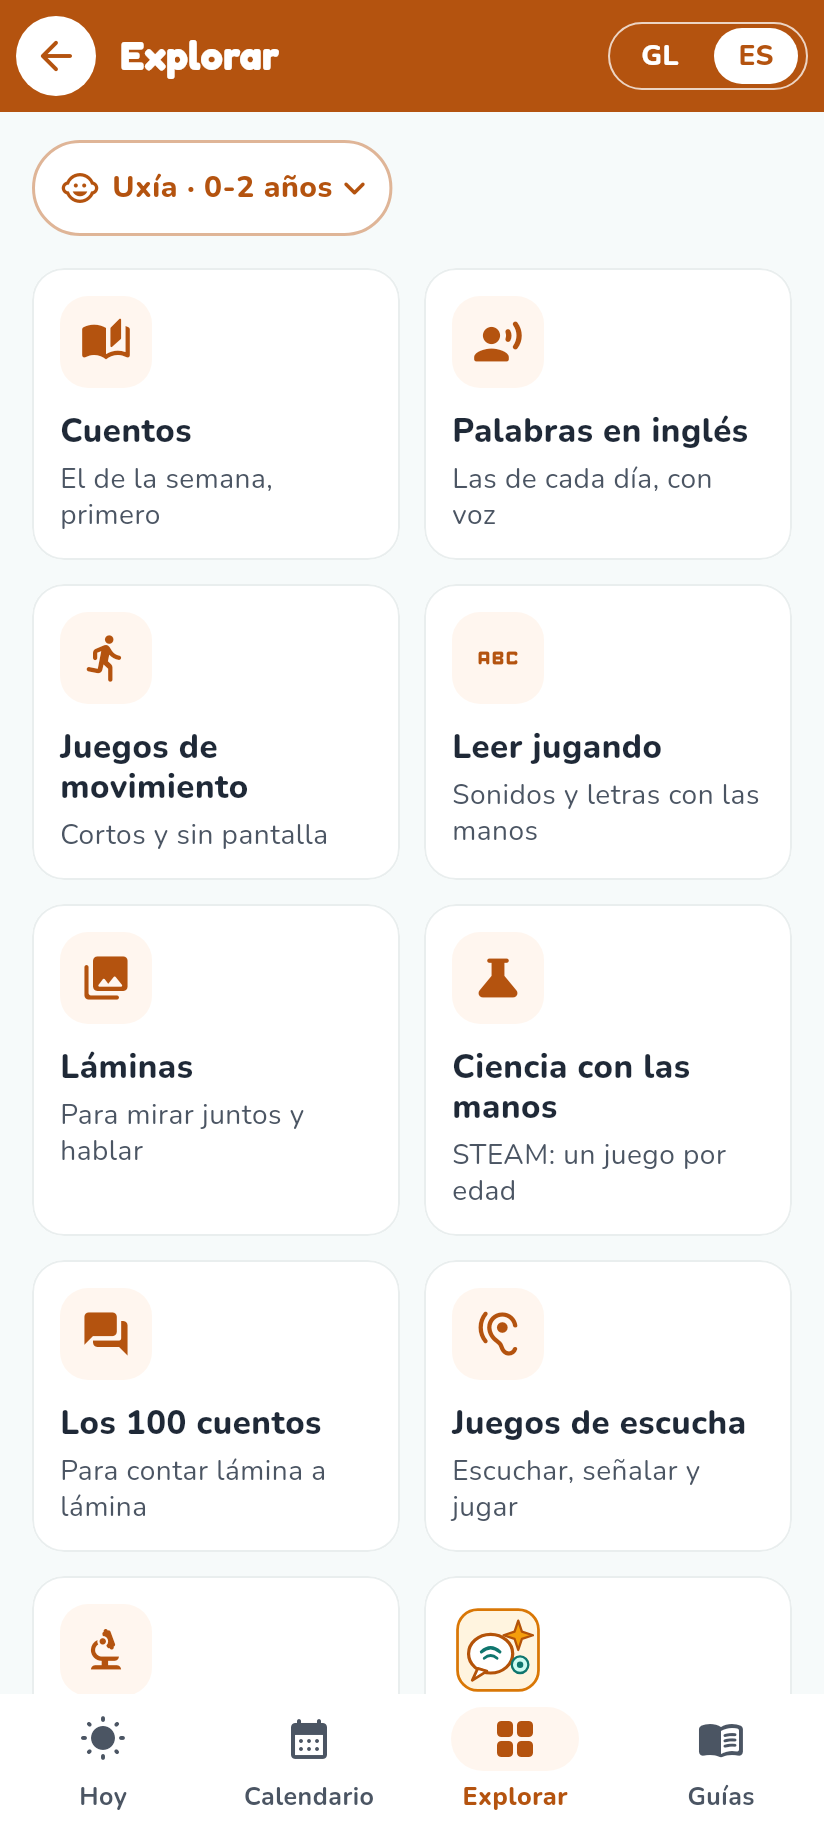 Explorar
GL ES
Uxía · 0-2 años
Cuentos
El de la semana,
primero
Palabras en inglés
Las de cada día, con
voz
Juegos de
movimiento
Cortos y sin pantalla
ABC
Leer jugando
Sonidos y letras con las
manos
Láminas
Para mirar juntos y
hablar
Ciencia con las
manos
STEAM: un juego por
edad
Los 100 cuentos
Para contar lámina a
lámina
Juegos de escucha
Escuchar, señalar y
jugar
Hoy
Calendario
Explorar
Guías